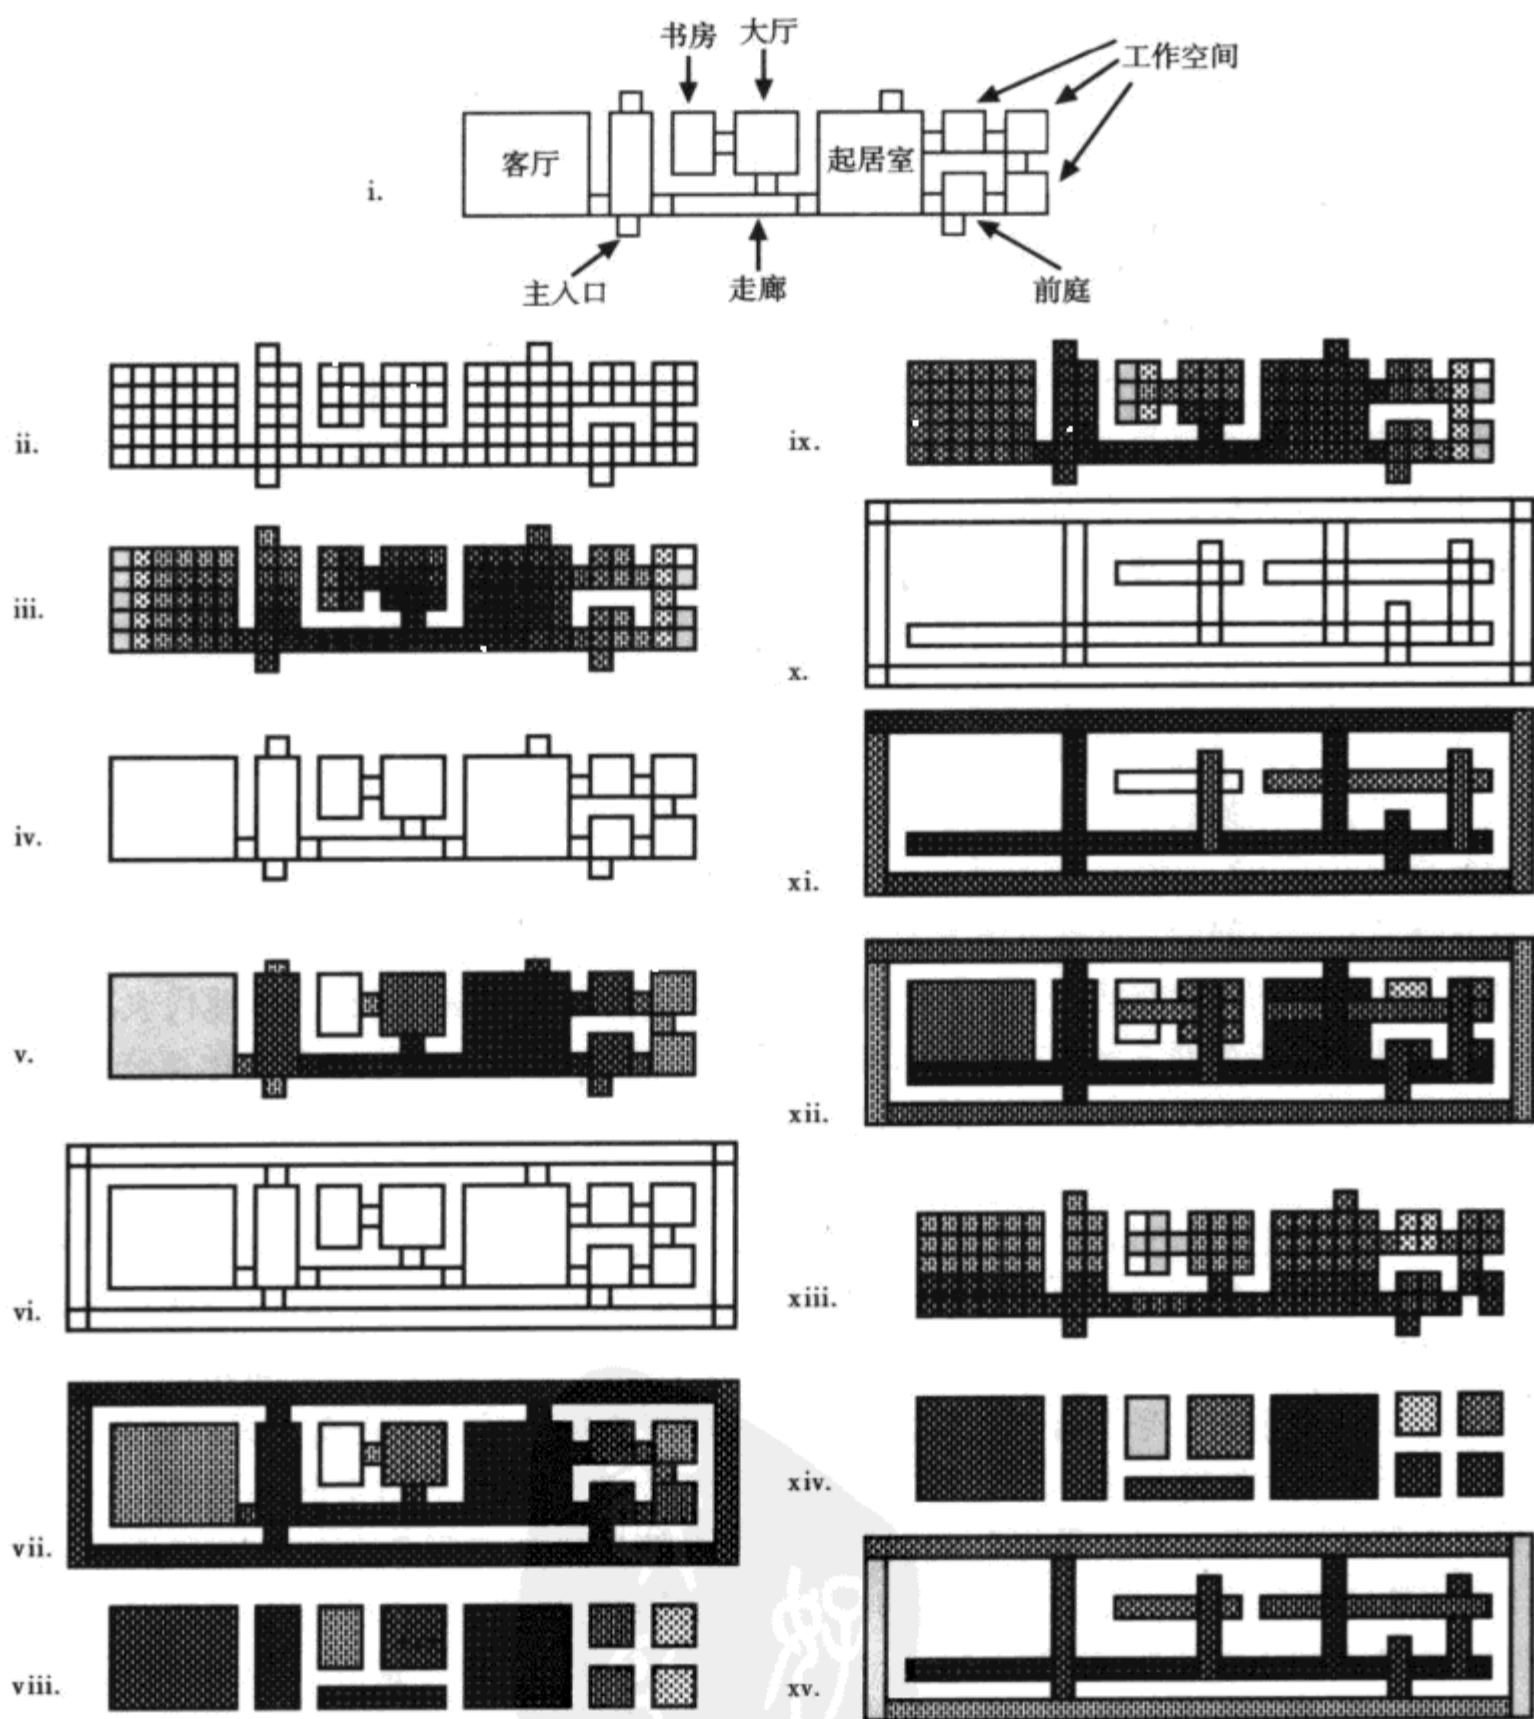 书房
大厅
工作空间
客厅
起居室
i.
主入口
走廊
前庭
ii.
iii.
iv.
v.
vi.
vii.
viii.
ix.
x.
xi.
xii.
xiii.
xiv.
xv.